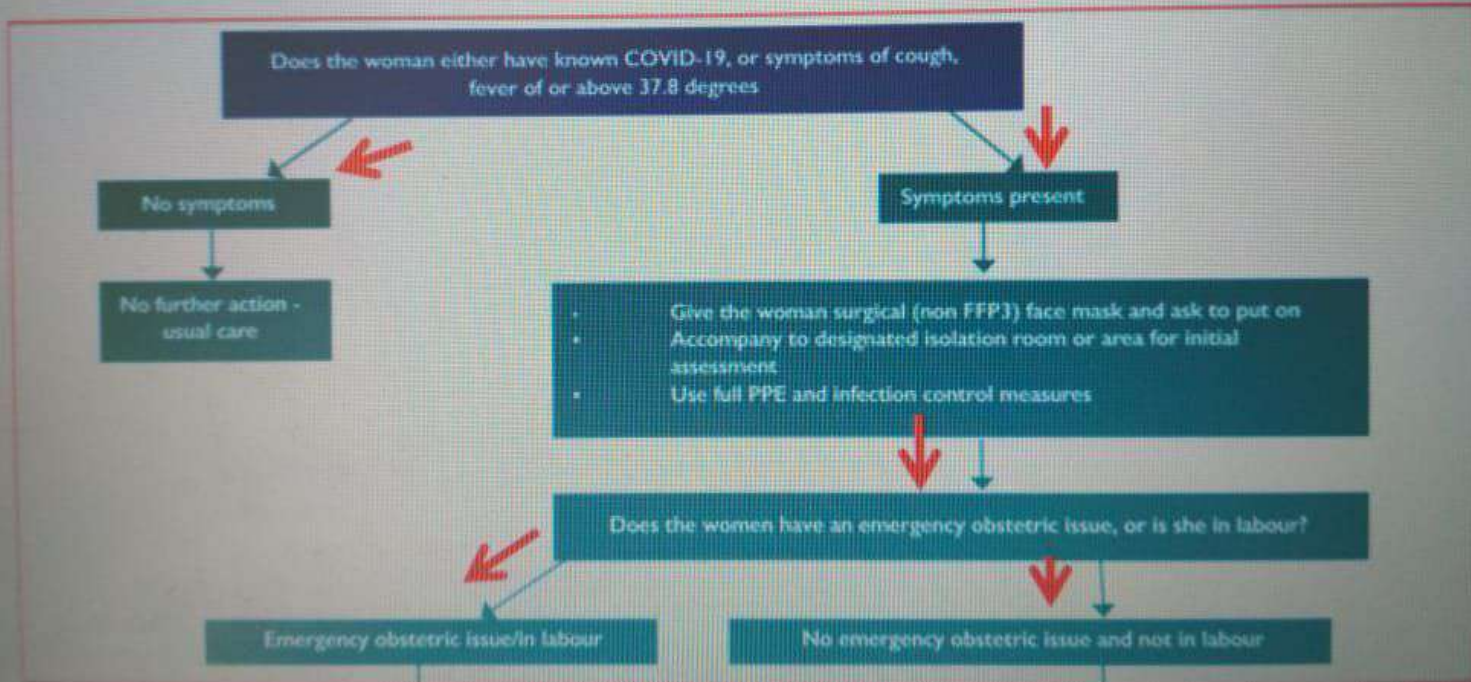 Does the woman either have known COVID-19, or symptoms of cough,
fever of or above 37.8 degrees
No symptoms
Symptoms present
No further action -
usual care
• Give the woman surgical (non FFP3) face mask and ask to put on
• Accompany to designated isolation room or area for initial
assessment
• Use full PPE and infection control measures
Does the women have an emergency obstetric issue, or is she in labour?
Emergency obstetric issue/in labour
No emergency obstetric issue and not in labour